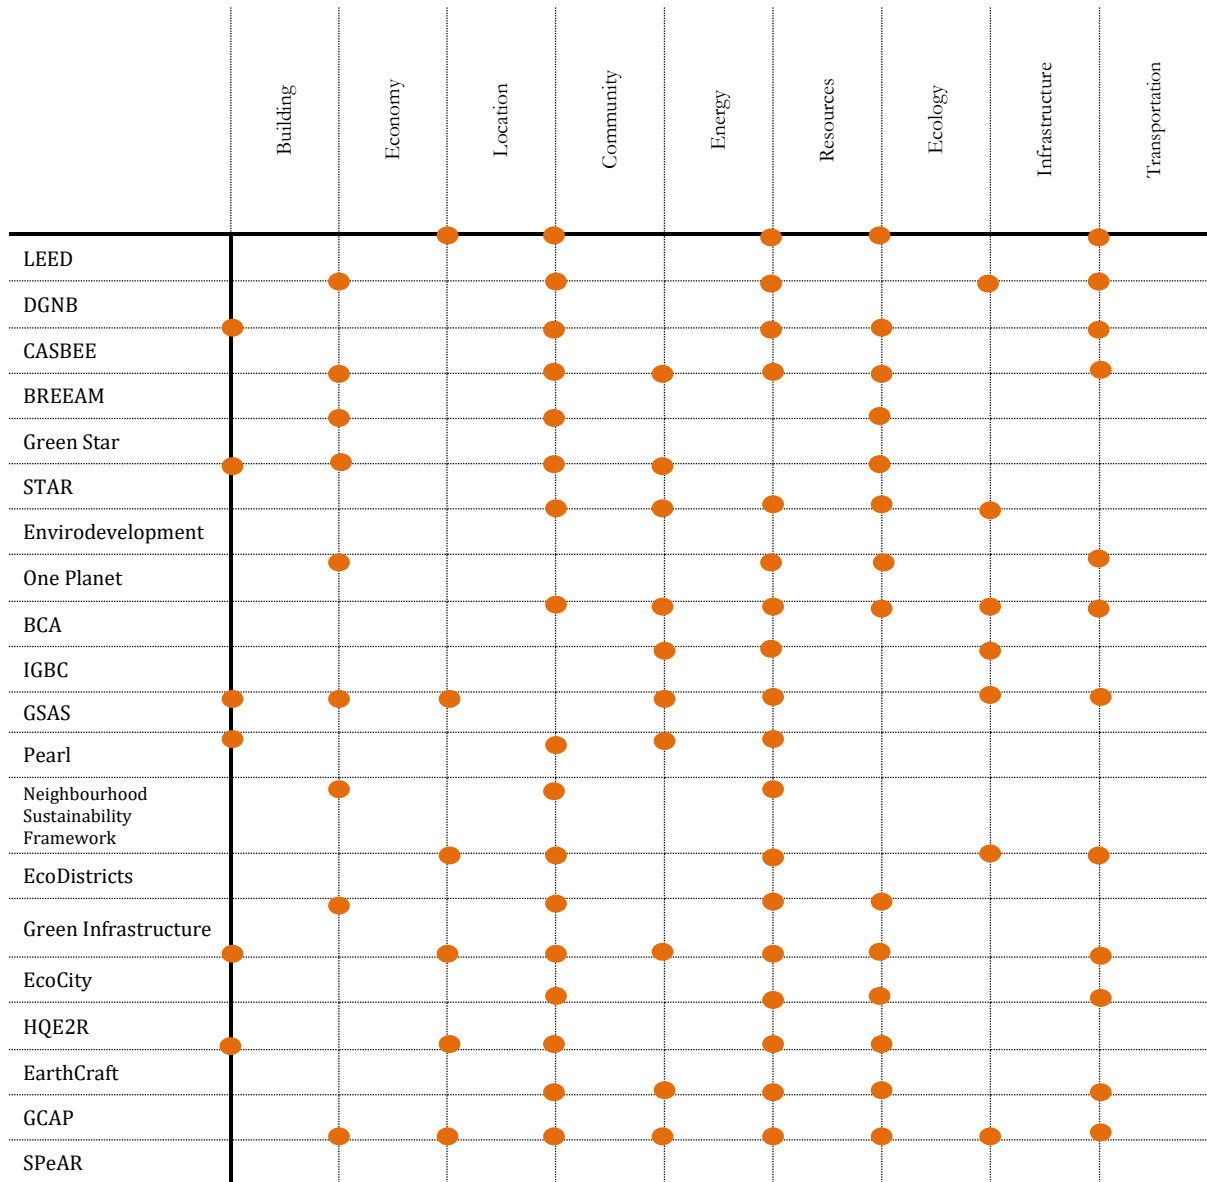 Building
Economy
Location
Community
Energy
Resources
Ecology
Infrastructure
Transportation
LEED
DGNB
CASBEE
BREEAM
Green Star
STAR
Envirodevelopment
One Planet
BCA
IGBC
GSAS
Pearl
Neighbourhood
Sustainability
Framework
EcoDistricts
Green Infrastructure
EcoCity
HQE2R
EarthCraft
GCAP
SPeAR